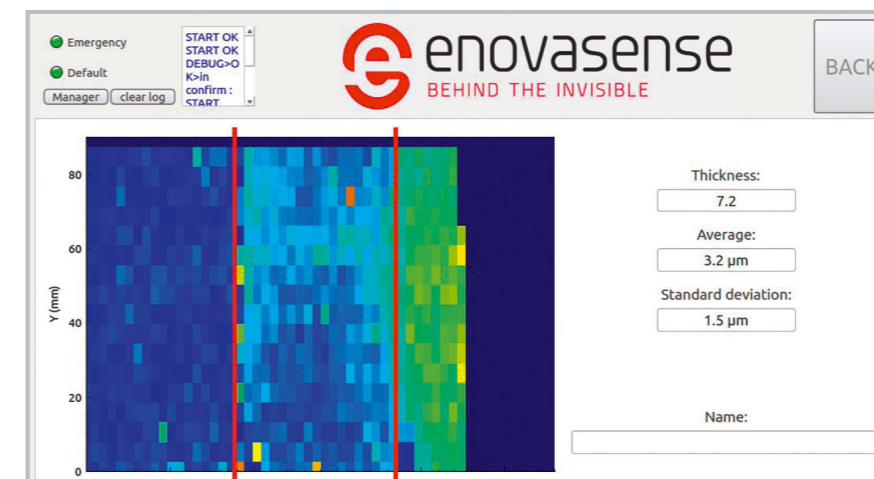 Emergency
Default
Manager clear log
START OK
START OK
DEBUG>O
K>in
confirm :
START
enovasense
BEHIND THE INVISIBLE
BACK
80
60
40
20
0
Y (mm)
Thickness:
7.2
Average:
3.2 µm
Standard deviation:
1.5 µm
Name: